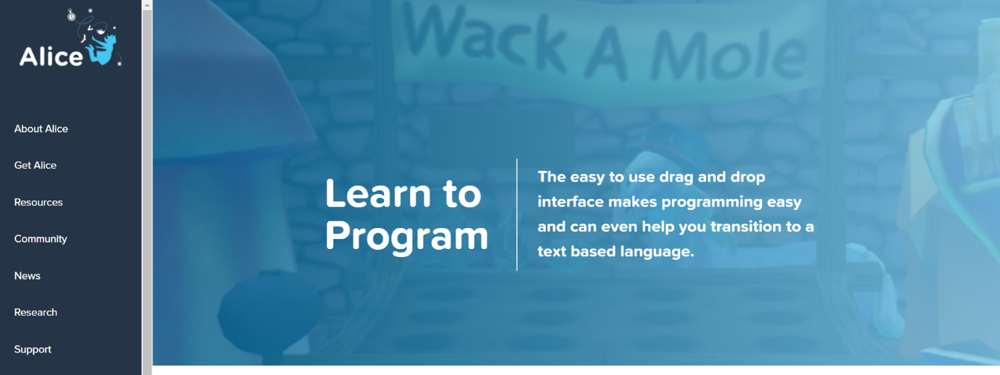 Alice
About Alice
Get Alice
Resources
Community
News
Research
Support
Wack A Mole
Learn to
Program
The easy to use drag and drop
interface makes programming easy
and can even help you transition to a
text based language.